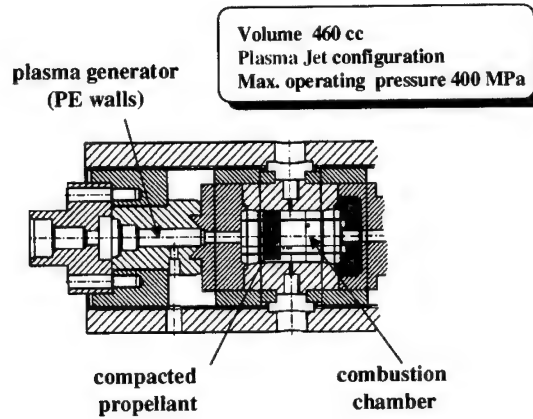 Volume 460 cc
Plasma Jet configuration
Max. operating pressure 400 MPa
plasma generator
(PE walls)
compacted
propellant
combustion
chamber